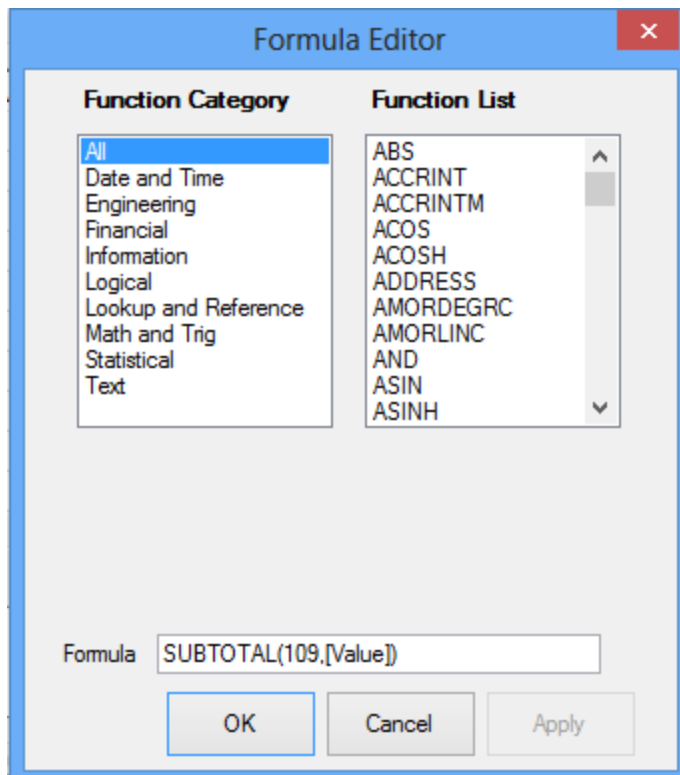 Formula Editor
Function Category
Function List
All
Date and Time
Engineering
Financial
Information
Logical
Lookup and Reference
Math and Trig
Statistical
Text
ABS
ACCRINT
ACCRINTM
ACOS
ACOSH
ADDRESS
AMORDEGRC
AMORLINC
AND
ASIN
ASINH
Formula
SUBTOTAL(109,[Value])
OK
Cancel
Apply